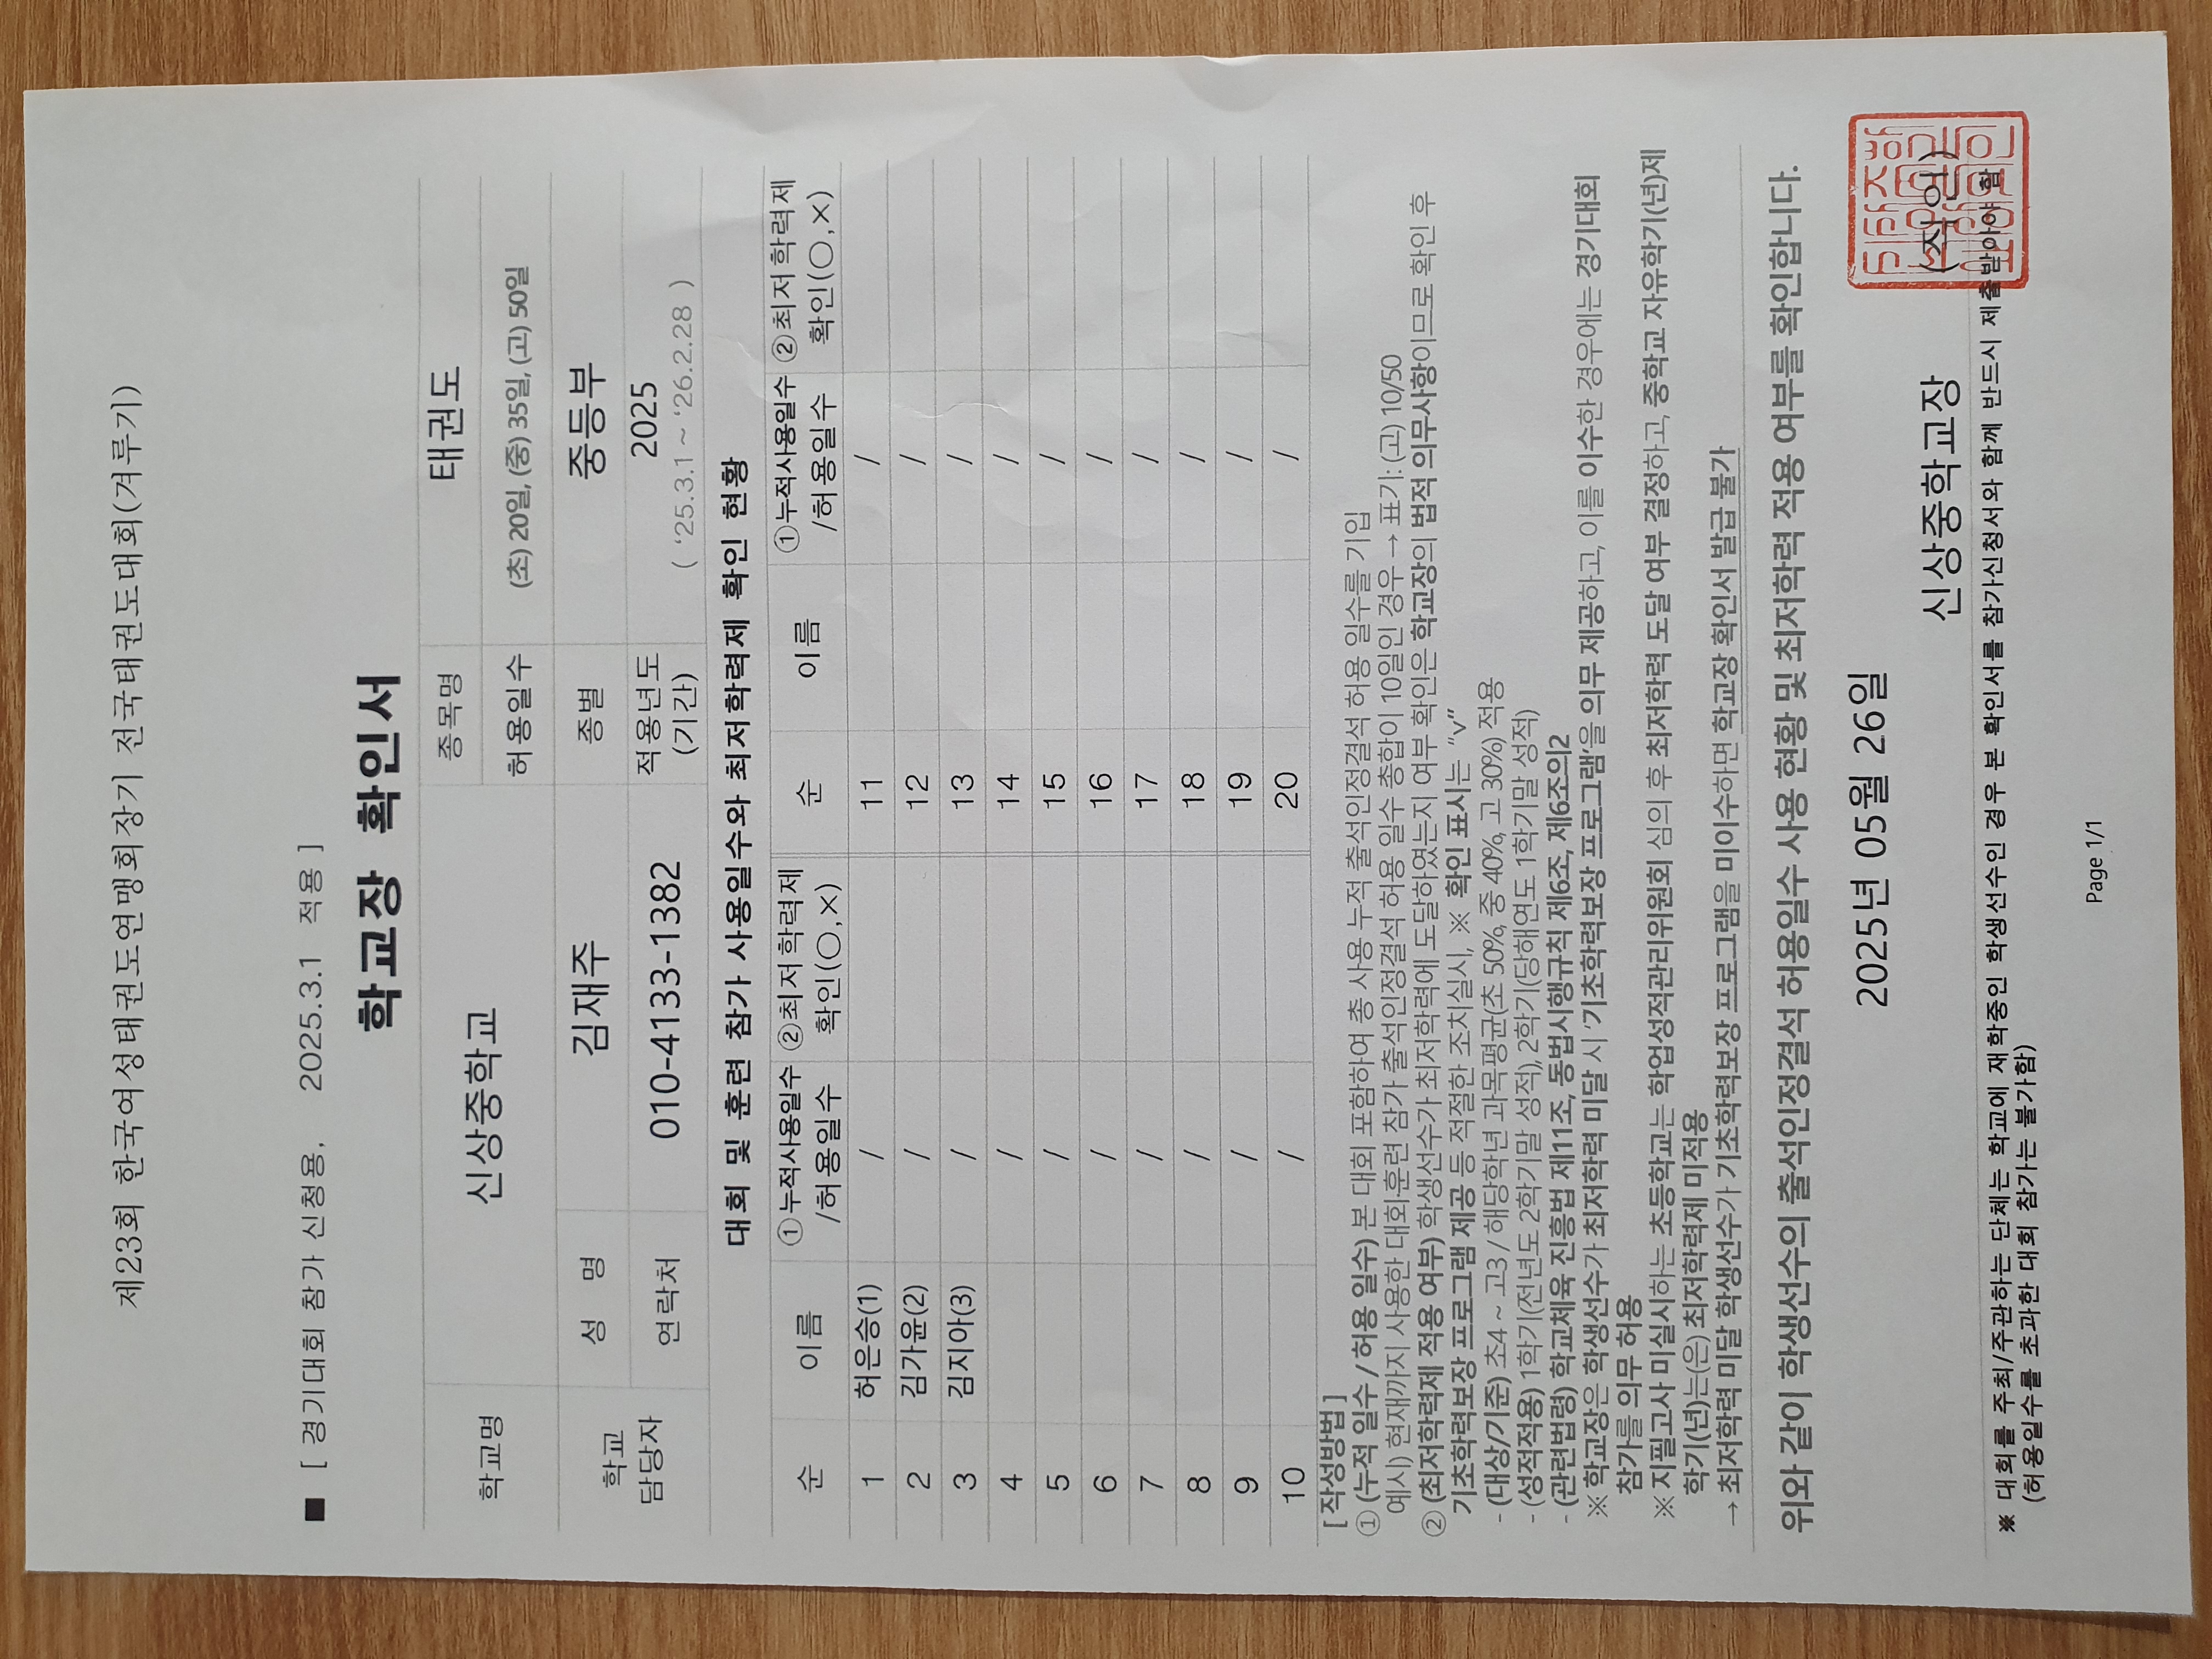 제23회 한국여성태권도연맹회장기 전국태권도대회(겨루기)
■ [ 경기대회 참가 신청용, 2025.3.1 적용 ]
학교장 확인서
학교명 신상중학교 종목명 태권도
허용일수 (초) 20일, (중) 35일, (고) 50일
학교 담당자 성 명 김재주 종별 중등부
연락처 010-4133-1382 적용년도 (기간) 2025
( ‘25.3.1 ~ ‘26.2.28 )
대회 및 훈련 참가 사용일수와 최저학력제 확인 현황
순 이름 ①누적사용일수 /허용일수 ②최저학력제 확인(○,×) 순 이름 ①누적사용일수 /허용일수 ②최저학력제 확인(○,×)
1 허은승(1) / 11 /
2 김가윤(2) / 12 /
3 김지아(3) / 13 /
4 / 14 /
5 / 15 /
6 / 16 /
7 / 17 /
8 / 18 /
9 / 19 /
10 / 20 /
[ 작성방법 ]
① (누적 일수 / 허용 일수) 본 대회 포함하여 총 사용 누적 출석인정결석 허용 일수를 기입
예시) 현재까지 사용한 대회훈련 참가 출석인정결석 허용 일수 총합이 10일인 경우 → 표기: (고) 10/50
② (최저학력제 적용 여부) 학생선수가 최저학력에 도달하였는지 여부 확인은 학교장의 법적 의무사항이므로 확인 후
기초학력보장 프로그램 제공 등 적절한 조치실시, ※ 확인 표시는 “v”
- (대상/기준) 초4 ~ 고3 / 해당학년 과목평균(초 50%, 중 40%, 고 30%) 적용
- (성적적용) 1학기(전년도 2학기말 성적), 2학기(당해연도 1학기말 성적)
- (관련법령) 학교체육 진흥법 제11조, 동법시행규칙 제6조, 제6조의2
※ 학교장은 학생선수가 최저학력 미달 시 ‘기초학력보장 프로그램’을 의무 제공하고, 이를 이수한 경우에는 경기대회
참가를 의무 허용
※ 지필고사 미실시하는 초등학교는 학업성적관리위원회 심의 후 최저학력 도달 여부 결정하고, 중학교 자유학기(년)제
학기(년)는(은) 최저학력제 미적용
→ 최저학력 미달 학생선수가 기초학력보장 프로그램을 미이수하면 학교장 확인서 발급 불가
위와 같이 학생선수의 출석인정결석 허용일수 사용 현황 및 최저학력 적용 여부를 확인합니다.
2025년 05월 26일
신상중학교장 (직인)
※ 대회를 주최/주관하는 단체는 학교에 재학중인 학생선수인 경우 본 확인서를 참가신청서와 함께 반드시 제출받아야 함
(허용일수를 초과한 대회 참가는 불가함)
Page 1/1